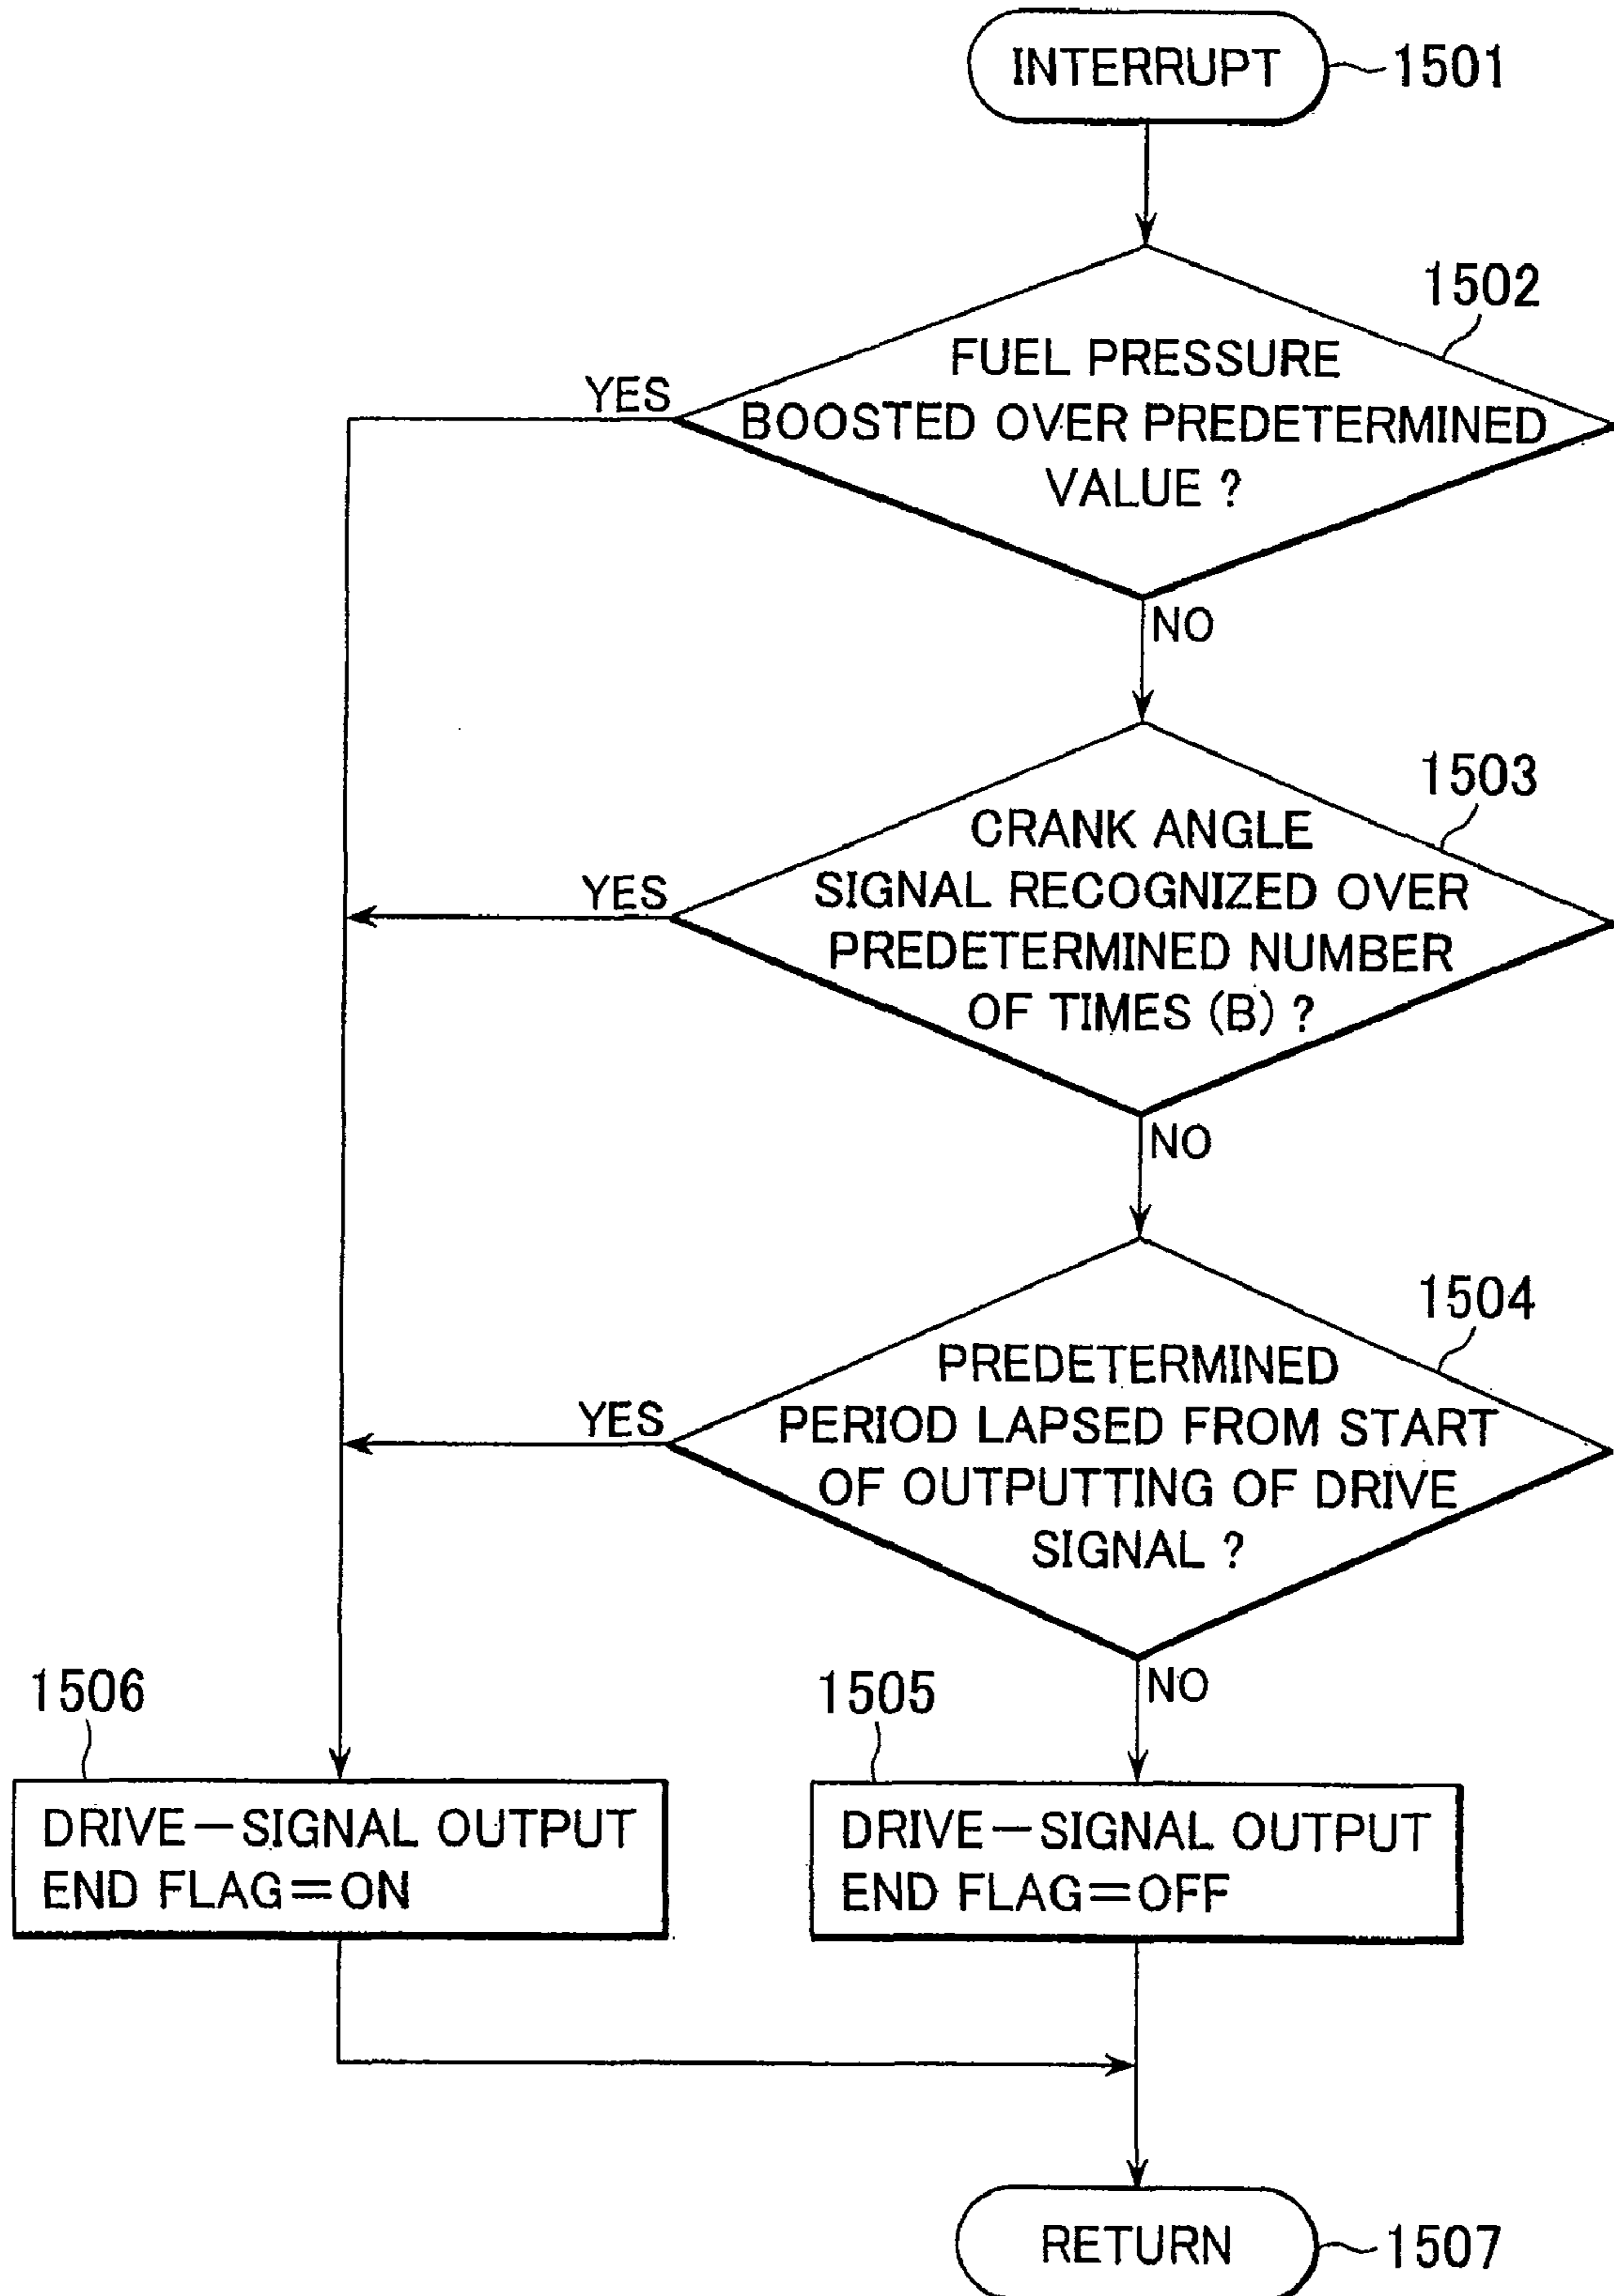 INTERRUPT
1501
1502
FUEL PRESSURE
BOOSTED OVER PREDETERMINED
VALUE ?
YES
NO
1503
CRANK ANGLE
SIGNAL RECOGNIZED OVER
PREDETERMINED NUMBER
OF TIMES (B) ?
YES
NO
1504
PREDETERMINED
PERIOD LAPSED FROM START
OF OUTPUTTING OF DRIVE
SIGNAL ?
YES
NO
1506
DRIVE-SIGNAL OUTPUT
END FLAG=ON
1505
DRIVE-SIGNAL OUTPUT
END FLAG=OFF
RETURN
1507